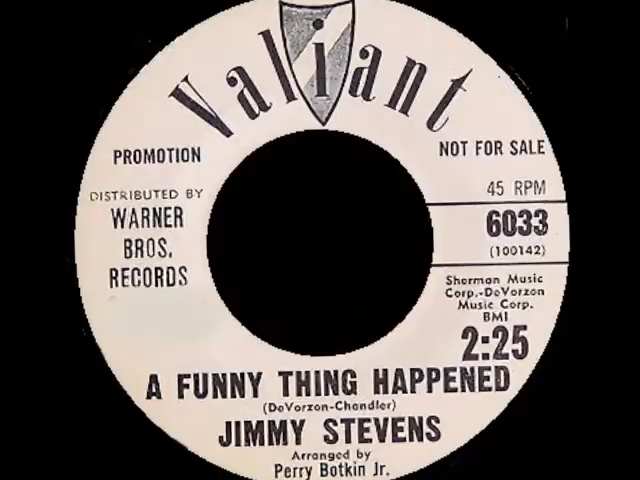 Valiant
PROMOTION
NOT FOR SALE
DISTRIBUTED BY
WARNER
BROS.
RECORDS
45 RPM
6033
(100142)
Sherman Music
Corp.-DeVorzon
Music Corp.
BMI
2:25
A FUNNY THING HAPPENED
(DeVorzon-Chandler)
JIMMY STEVENS
Arranged by
Perry Botkin Jr.